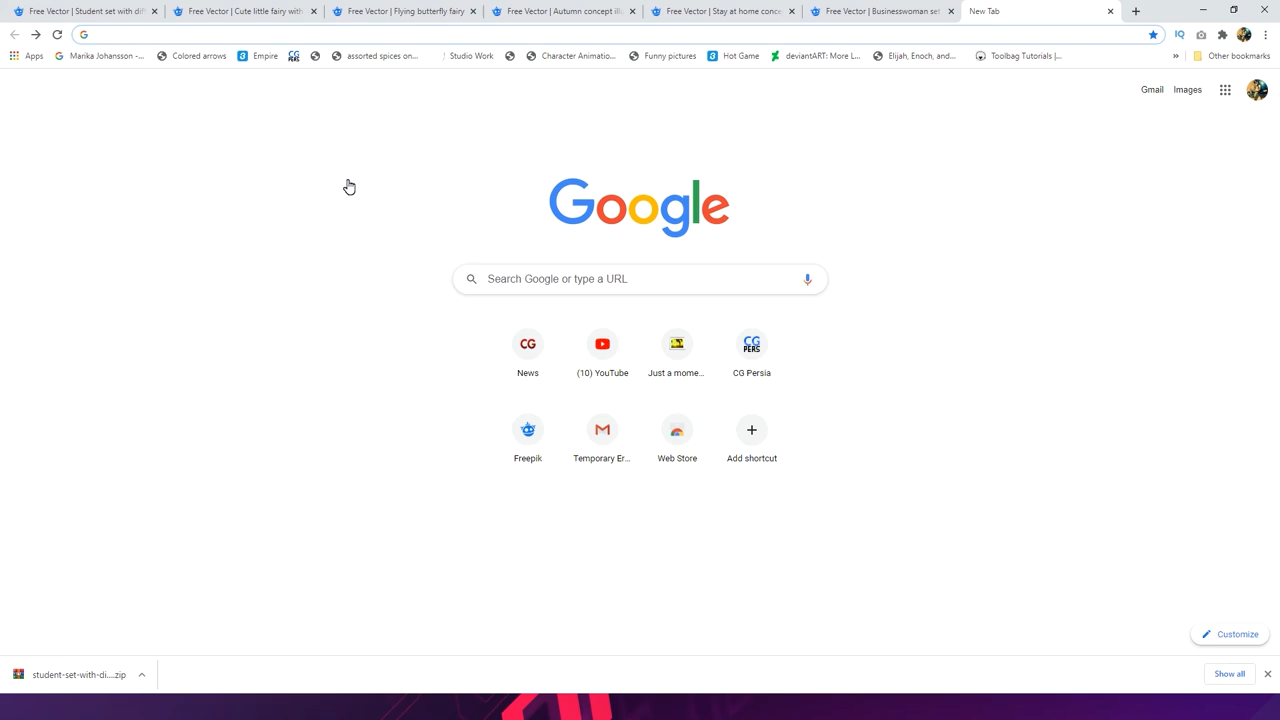 Free Vector | Student set with dif
Free Vector | Cute little fairy with
Free Vector | Flying butterfly fairy
Free Vector | Autumn concept ill
Free Vector | Stay at home conce
Free Vector | Businesswoman set
New Tab
Apps
Marika Johansson -...
Colored arrows
Empire
assorted spices on...
Studio Work
Character Animatio...
Funny pictures
Hot Game
deviantART: More L...
Elijah, Enoch, and...
Toolbag Tutorials |...
»
Other bookmarks
Gmail
Images
Google
Search Google or type a URL
CG
News
(10) YouTube
Just a mome...
CG PERS
CG Persia
Freepik
Temporary Er...
Web Store
Add shortcut
Customize
student-set-with-di....zip
Show all